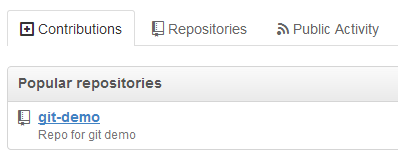 Contributions Repositories Public Activity
Popular repositories
git-demo
Repo for git demo